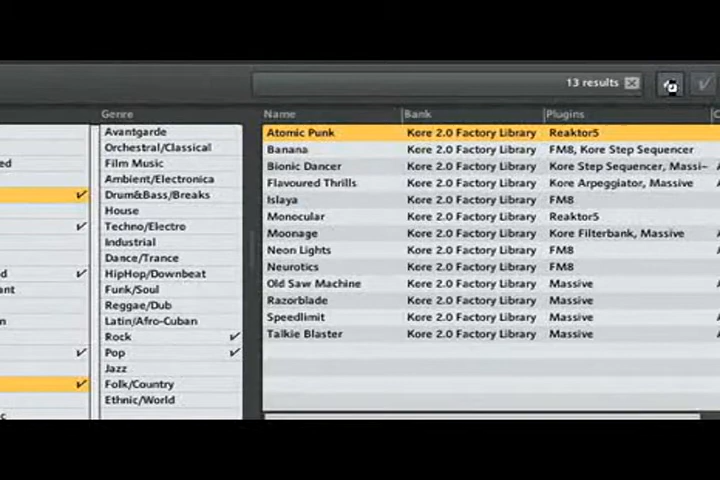 13 results
Genre Name Bank Plugins
Avantgarde Atomic Punk Kore 2.0 Factory Library Reaktor5
Orchestral/Classical Banana Kore 2.0 Factory Library FM8, Kore Step Sequencer
ed Film Music Bionic Dancer Kore 2.0 Factory Library Kore Step Sequencer, Massi–
Ambient/Electronica Flavoured Thrills Kore 2.0 Factory Library Kore Arpeggiator, Massive
Drum&Bass/Breaks Islaya Kore 2.0 Factory Library FM8
House Monocular Kore 2.0 Factory Library Reaktor5
Techno/Electro Moonage Kore 2.0 Factory Library Kore Filterbank, Massive
Industrial Neon Lights Kore 2.0 Factory Library FM8
Dance/Trance Neurotics Kore 2.0 Factory Library FM8
d HipHop/Downbeat Old Saw Machine Kore 2.0 Factory Library Massive
ant Funk/Soul Razorblade Kore 2.0 Factory Library Massive
Reggae/Dub Speedlimit Kore 2.0 Factory Library Massive
n Latin/Afro-Cuban Talkie Blaster Kore 2.0 Factory Library Massive
Rock
Pop
Jazz
Folk/Country
Ethnic/World